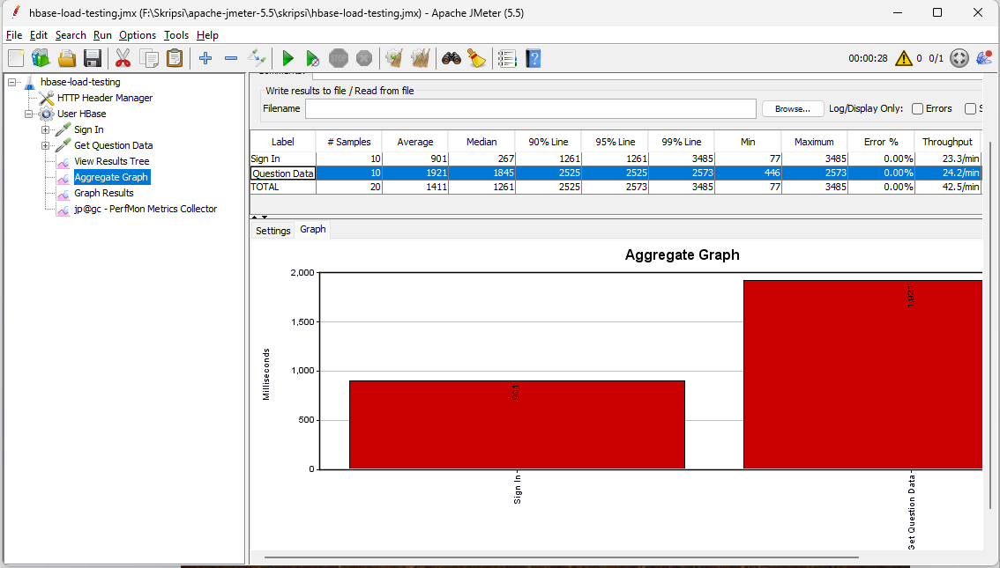 hbase-load-testing.jmx (F:\Skripsi\apache-jmeter-5.5\skripsi\hbase-load-testing.jmx) - Apache JMeter (5.5)
File Edit Search Run Options Tools Help
STOP 00:00:28 0 0/1
hbase-load-testing
HTTP Header Manager
User HBase
Sign In
Get Question Data
View Results Tree
Aggregate Graph
Graph Results
jp@gc - PerfMon Metrics Collector
Write results to file / Read from file
Filename Browse... Log/Display Only: Errors S
Label # Samples Average Median 90% Line 95% Line 99% Line Min Maximum Error % Throughput
Sign In 10 901 267 1261 1261 3485 77 3485 0.00% 23.3/min
Question Data 10 1921 1845 2525 2525 2573 446 2573 0.00% 24.2/min
TOTAL 20 1411 1261 2525 2573 3485 77 3485 0.00% 42.5/min
Settings Graph
Aggregate Graph
2,000
1,500
1,000
500
0
Milliseconds
901
1,921
Sign In
Get Question Data